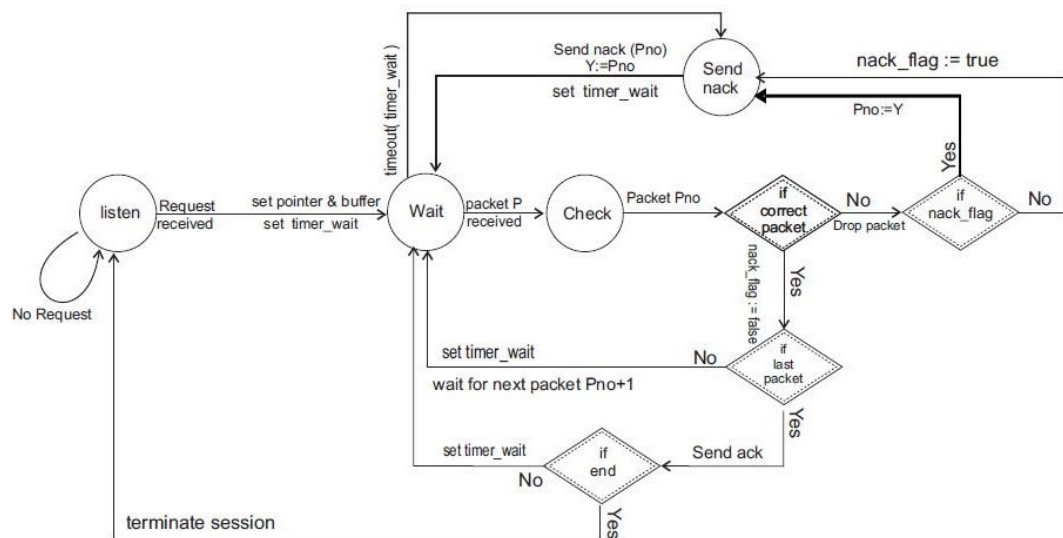 timeout( timer_wait )
Send nack (Pno)
Y:=Pno
set timer_wait
Send
nack
nack_flag := true
Pno:=Y
Yes
listen
Request
received
set pointer & buffer
set timer_wait
Wait
packet P
received
Check
Packet Pno
if
correct
packet
No
Drop packet
if
nack_flag
No
No Request
nack_flag := false
Yes
set timer_wait
No
wait for next packet Pno+1
if
last
packet
Yes
set timer_wait
No
if
end
Send ack
terminate session
Yes